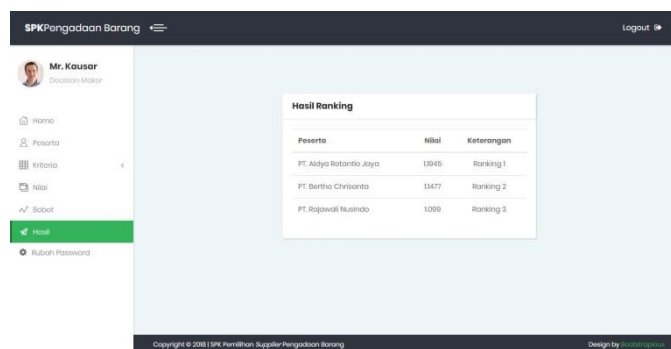 SPKPengadaan Barang
Logout
Mr. Kausar
Decision Maker
Home
Peserta
Kriteria
Nilai
Bobot
Hasil
Rubah Password
Hasil Ranking
Peserta Nilai Keterangan
PT. Aldya Rotantio Jaya 1.1945 Ranking 1
PT. Bertho Chrisanta 1.1477 Ranking 2
PT. Rajawali Nusindo 1.099 Ranking 3
Copyright © 2018 | SPK Pemilihan Supplier Pengadaan Barang
Design by Bootstrapious